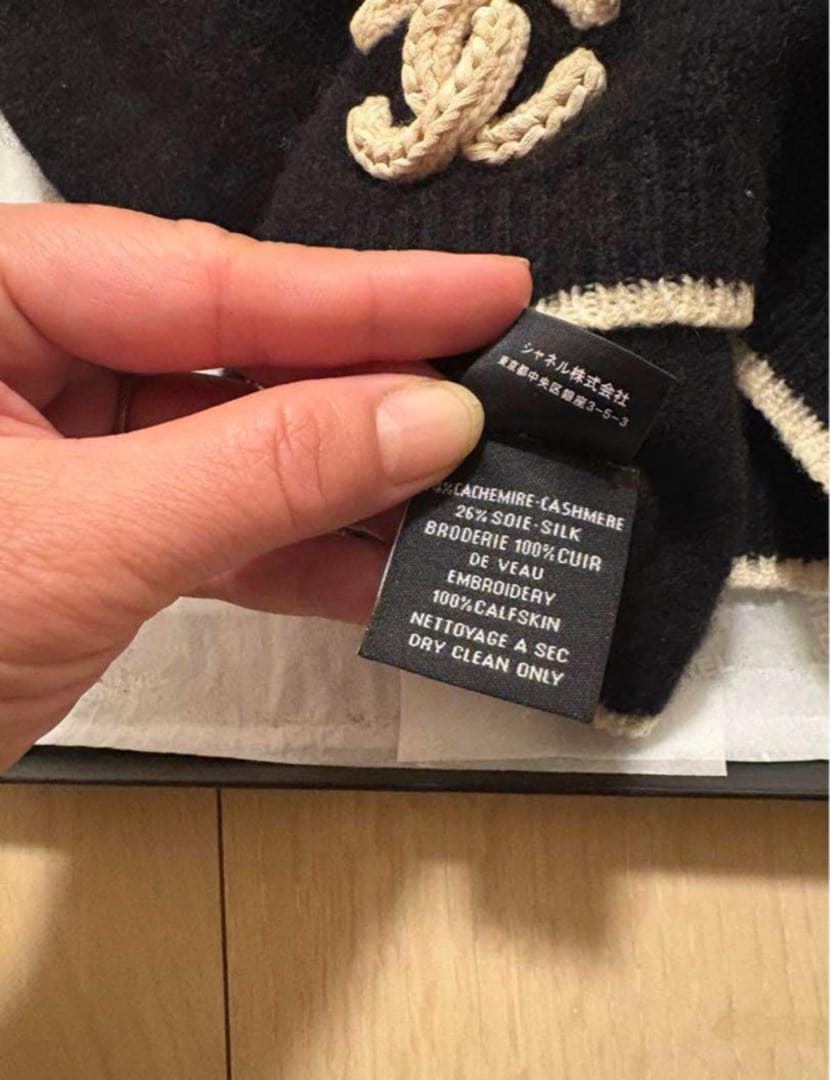 シャネル株式会社
東京都中央区銀座3-5-3
CACHEMIRE-CASHMERE
26% SOIE-SILK
BRODERIE 100% CUIR
DE VEAU
EMBROIDERY
100% CALFSKIN
NETTOYAGE A SEC
DRY CLEAN ONLY